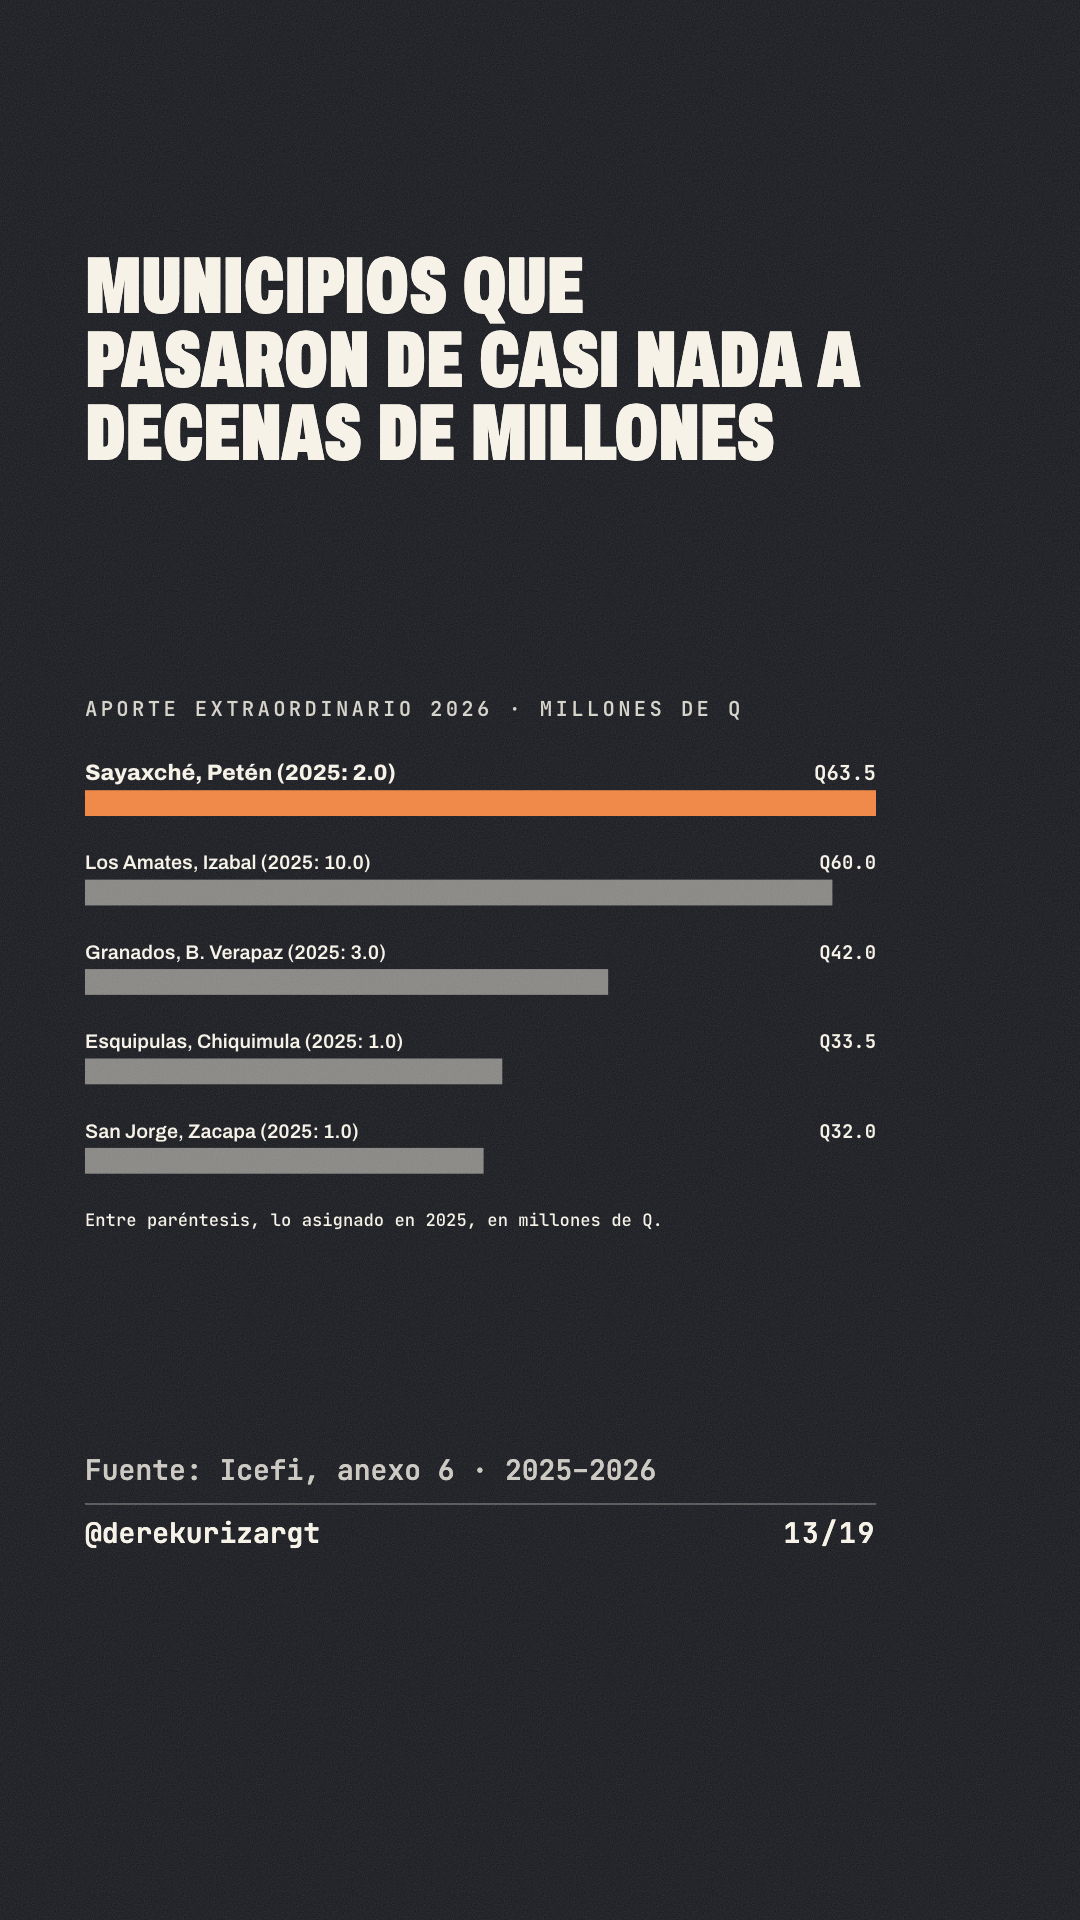 MUNICIPIOS QUE
PASARON DE CASI NADA A
DECENAS DE MILLONES
APORTE EXTRAORDINARIO 2026 · MILLONES DE Q
Sayaxché, Petén (2025: 2.0) Q63.5
Los Amates, Izabal (2025: 10.0) Q60.0
Granados, B. Verapaz (2025: 3.0) Q42.0
Esquipulas, Chiquimula (2025: 1.0) Q33.5
San Jorge, Zacapa (2025: 1.0) Q32.0
Entre paréntesis, lo asignado en 2025, en millones de Q.
Fuente: Icefi, anexo 6 · 2025–2026
@derekurizargt 13/19